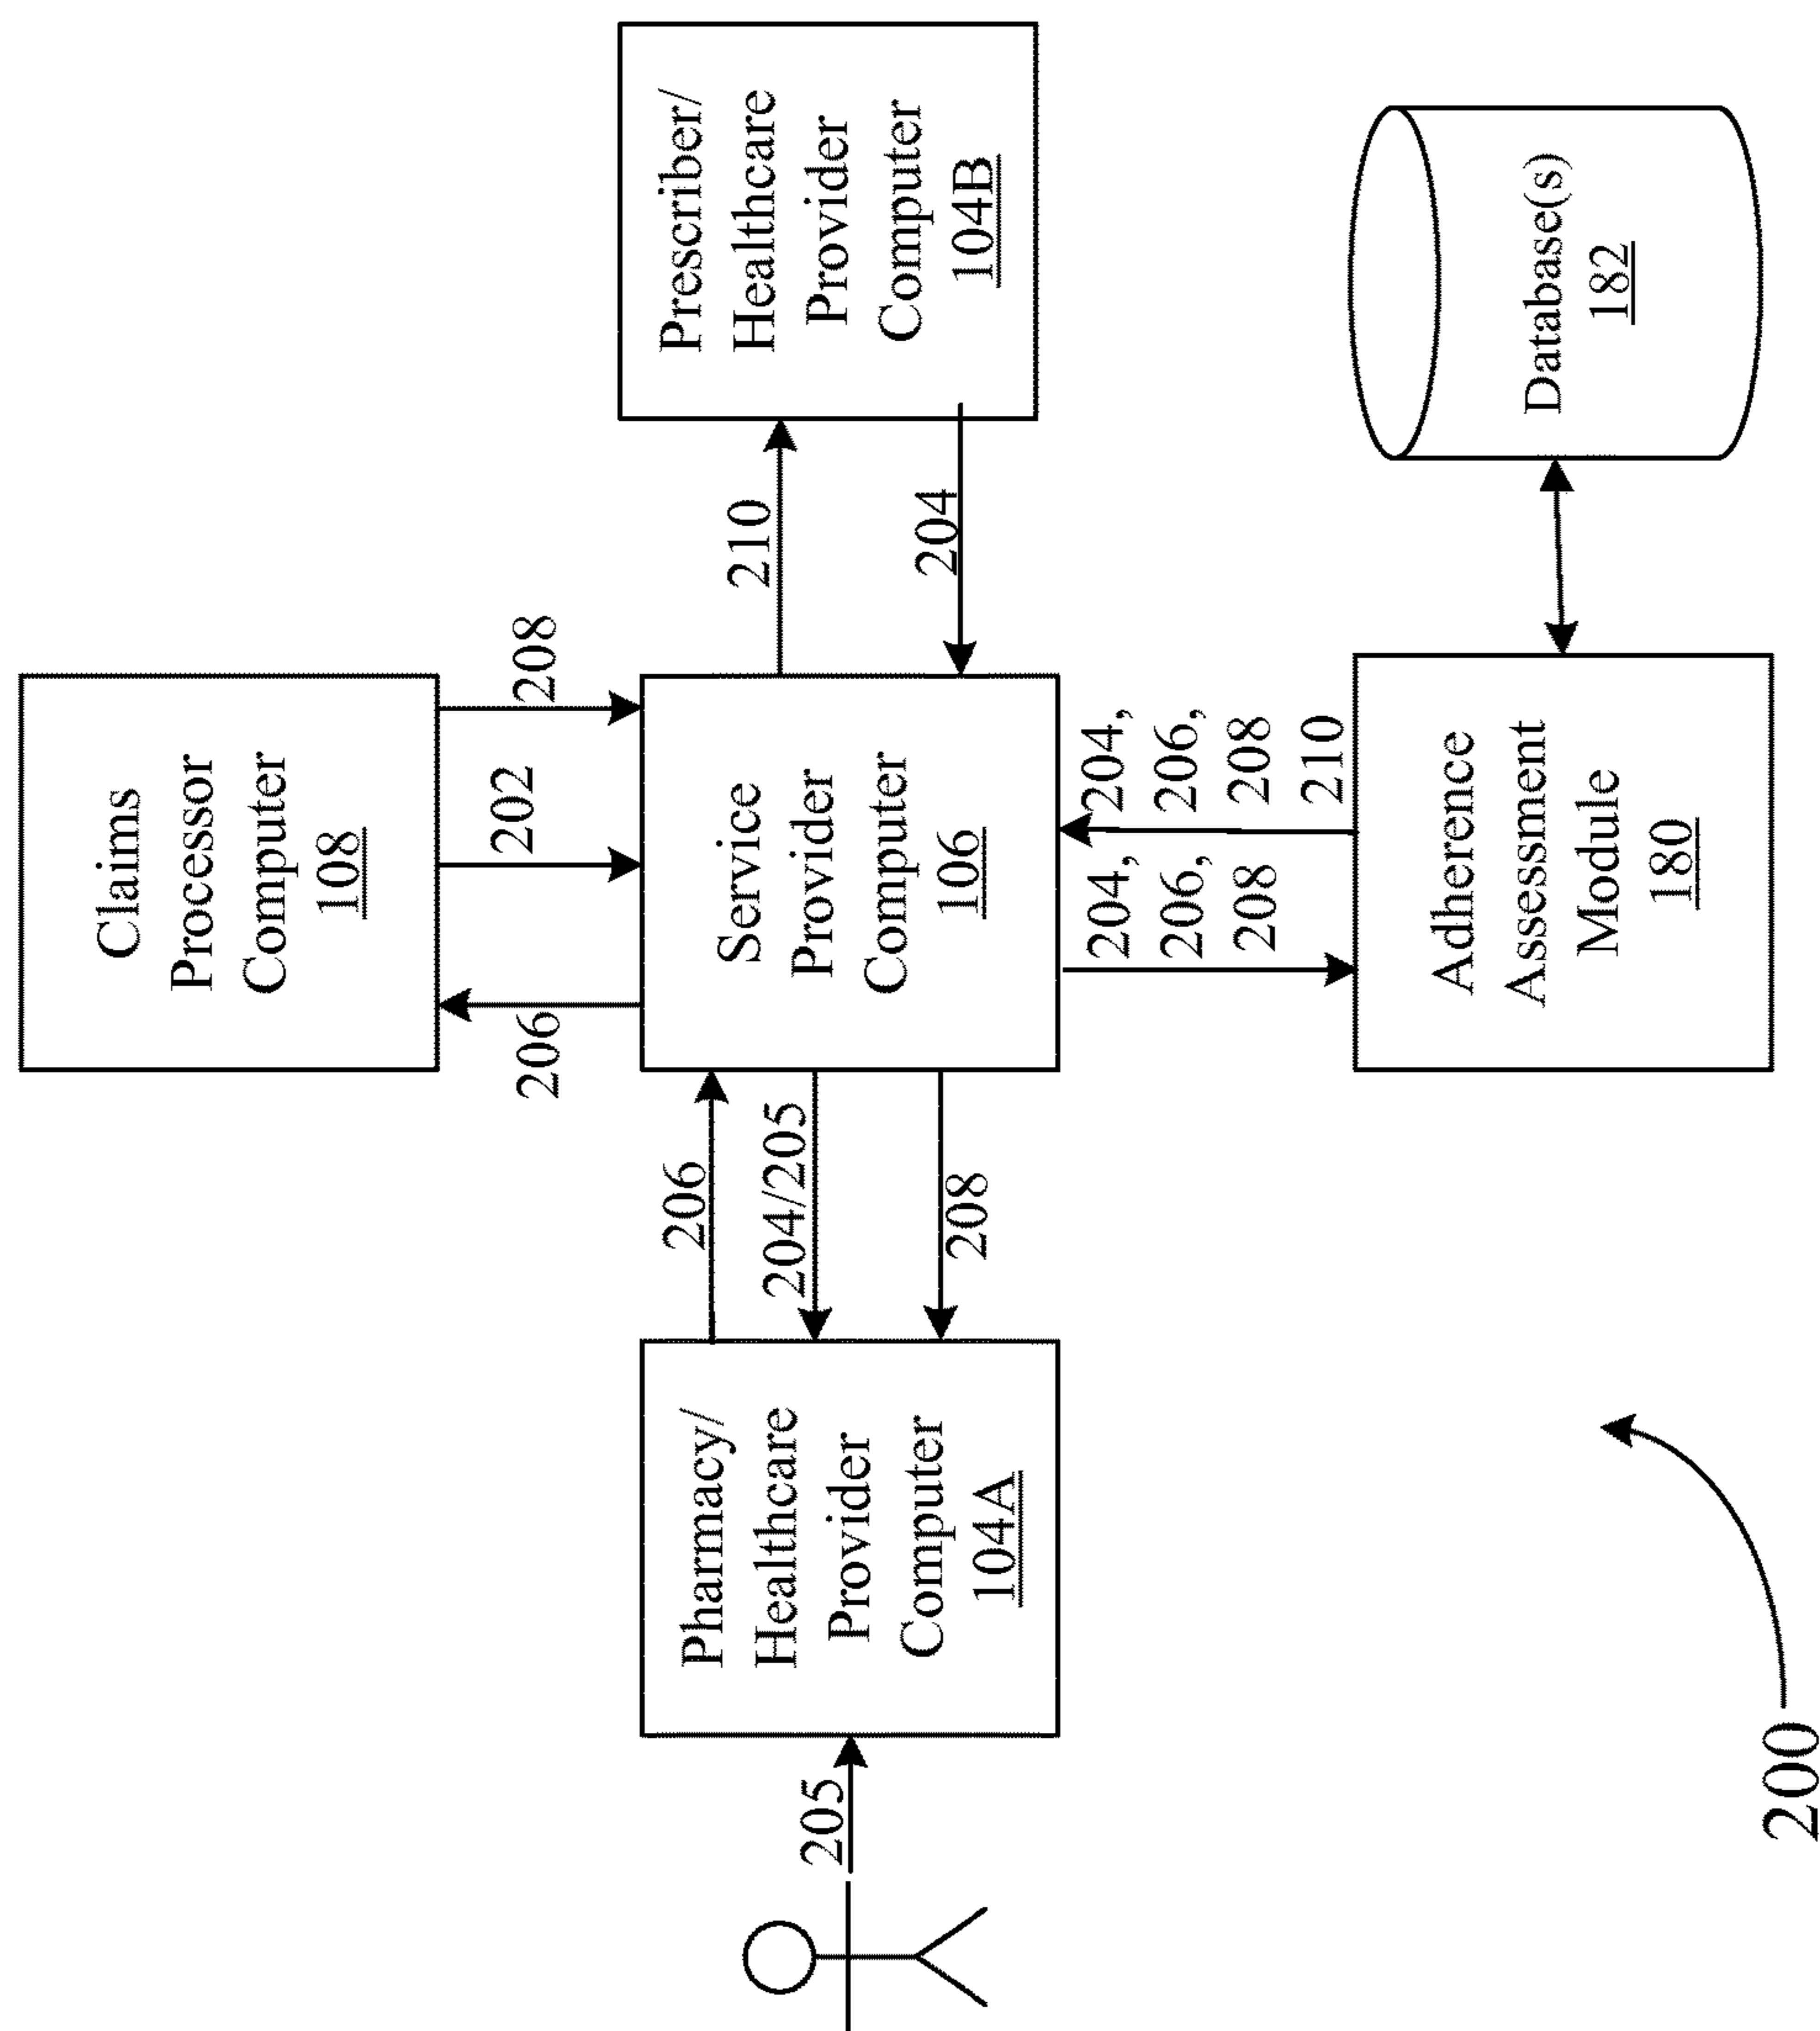 Claims
Processor
Computer
108
206
202
208
Pharmacy/
Healthcare
Provider
Computer
104A
205
206
204/205
208
Service
Provider
Computer
106
210
204
Prescriber/
Healthcare
Provider
Computer
104B
204,
206,
208
204,
206,
208
210
Adherence
Assessment
Module
180
Database(s)
182
200